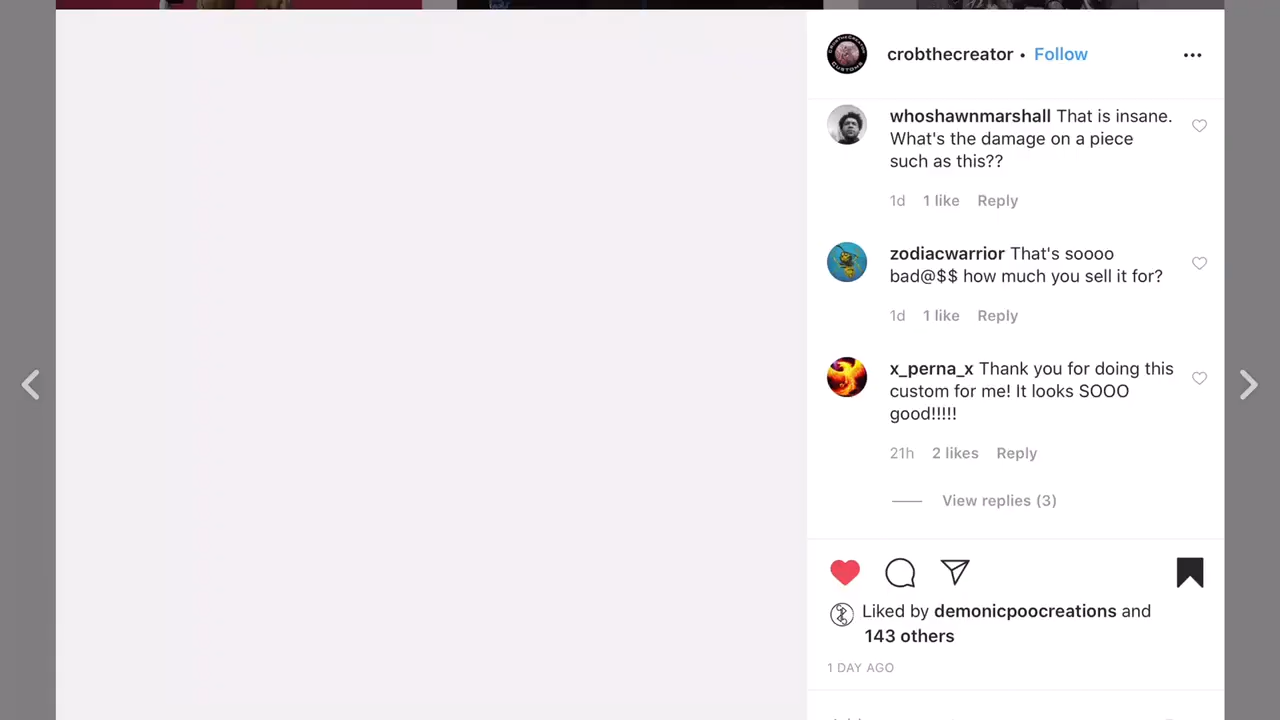 crobthecreator • Follow
whoshawnmarshall That is insane.
What's the damage on a piece
such as this??
1d 1 like Reply
zodiacwarrior That's soooo
bad@$$ how much you sell it for?
1d 1 like Reply
x_perna_x Thank you for doing this
custom for me! It looks SOOO
good!!!!!
21h 2 likes Reply
View replies (3)
Liked by demonicpoocreations and
143 others
1 DAY AGO